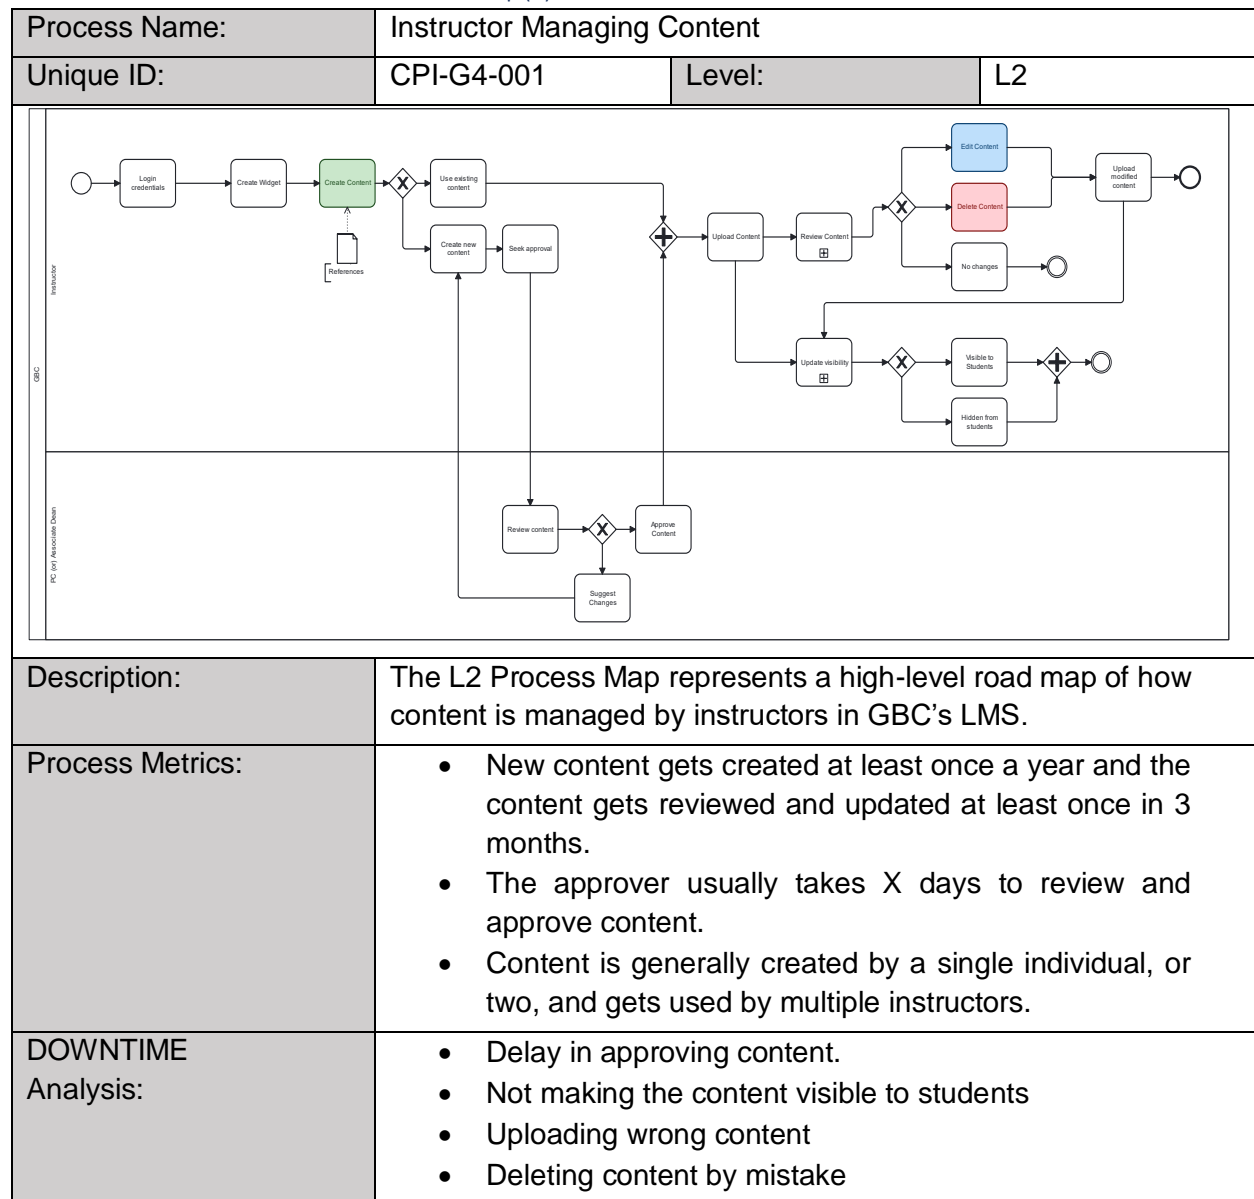 Process Name:
Instructor Managing Content
Unique ID:
CPI-G4-001
Level:
L2
GBC
Instructor
Login
credentials
Create Widget
Create Content
References
Use existing
content
Create new
content
Seek approval
Upload Content
Review Content
Edit Content
Delete Content
No changes
Upload
modified
content
Update visibility
Visible to
Students
Hidden from
students
PC (or) Associate Dean
Review content
Approve
Content
Suggest
Changes
Description:
The L2 Process Map represents a high-level road map of how
content is managed by instructors in GBC’s LMS.
Process Metrics:
• New content gets created at least once a year and the
content gets reviewed and updated at least once in 3
months.
• The approver usually takes X days to review and
approve content.
• Content is generally created by a single individual, or
two, and gets used by multiple instructors.
DOWNTIME
Analysis:
• Delay in approving content.
• Not making the content visible to students
• Uploading wrong content
• Deleting content by mistake